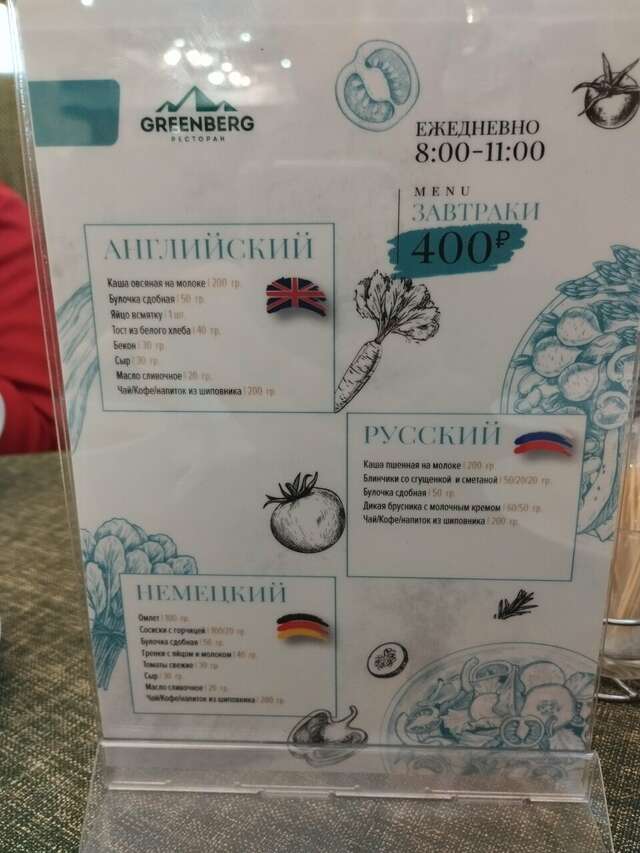 GREENBERG
РЕСТОРАН
ЕЖЕДНЕВНО
8:00-11:00
MENU
ЗАВТРАКИ
400₽
АНГЛИЙСКИЙ
Каша овсяная на молоке | 200 гр.
Булочка сдобная | 50 гр.
Яйцо всмятку | 1 шт.
Тост из белого хлеба | 40 гр.
Бекон | 30 гр.
Сыр | 30 гр.
Масло сливочное | 20 гр.
Чай/Кофе/напиток из шиповника | 200 гр.
РУССКИЙ
Каша пшенная на молоке | 200 гр.
Блинчики со сгущенкой и сметаной | 50/20/20 гр.
Булочка сдобная | 50 гр.
Дикая брусника с молочным кремом | 60/50 гр.
Чай/Кофе/напиток из шиповника | 200 гр.
НЕМЕЦКИЙ
Омлет | 100 гр.
Сосиски с горчицей | 100/20 гр.
Булочка сдобная | 50 гр.
Гренки с яйцом и молоком | 40 гр.
Томаты свежие | 30 гр.
Сыр | 30 гр.
Масло сливочное | 20 гр.
Чай/Кофе/напиток из шиповника | 200 гр.